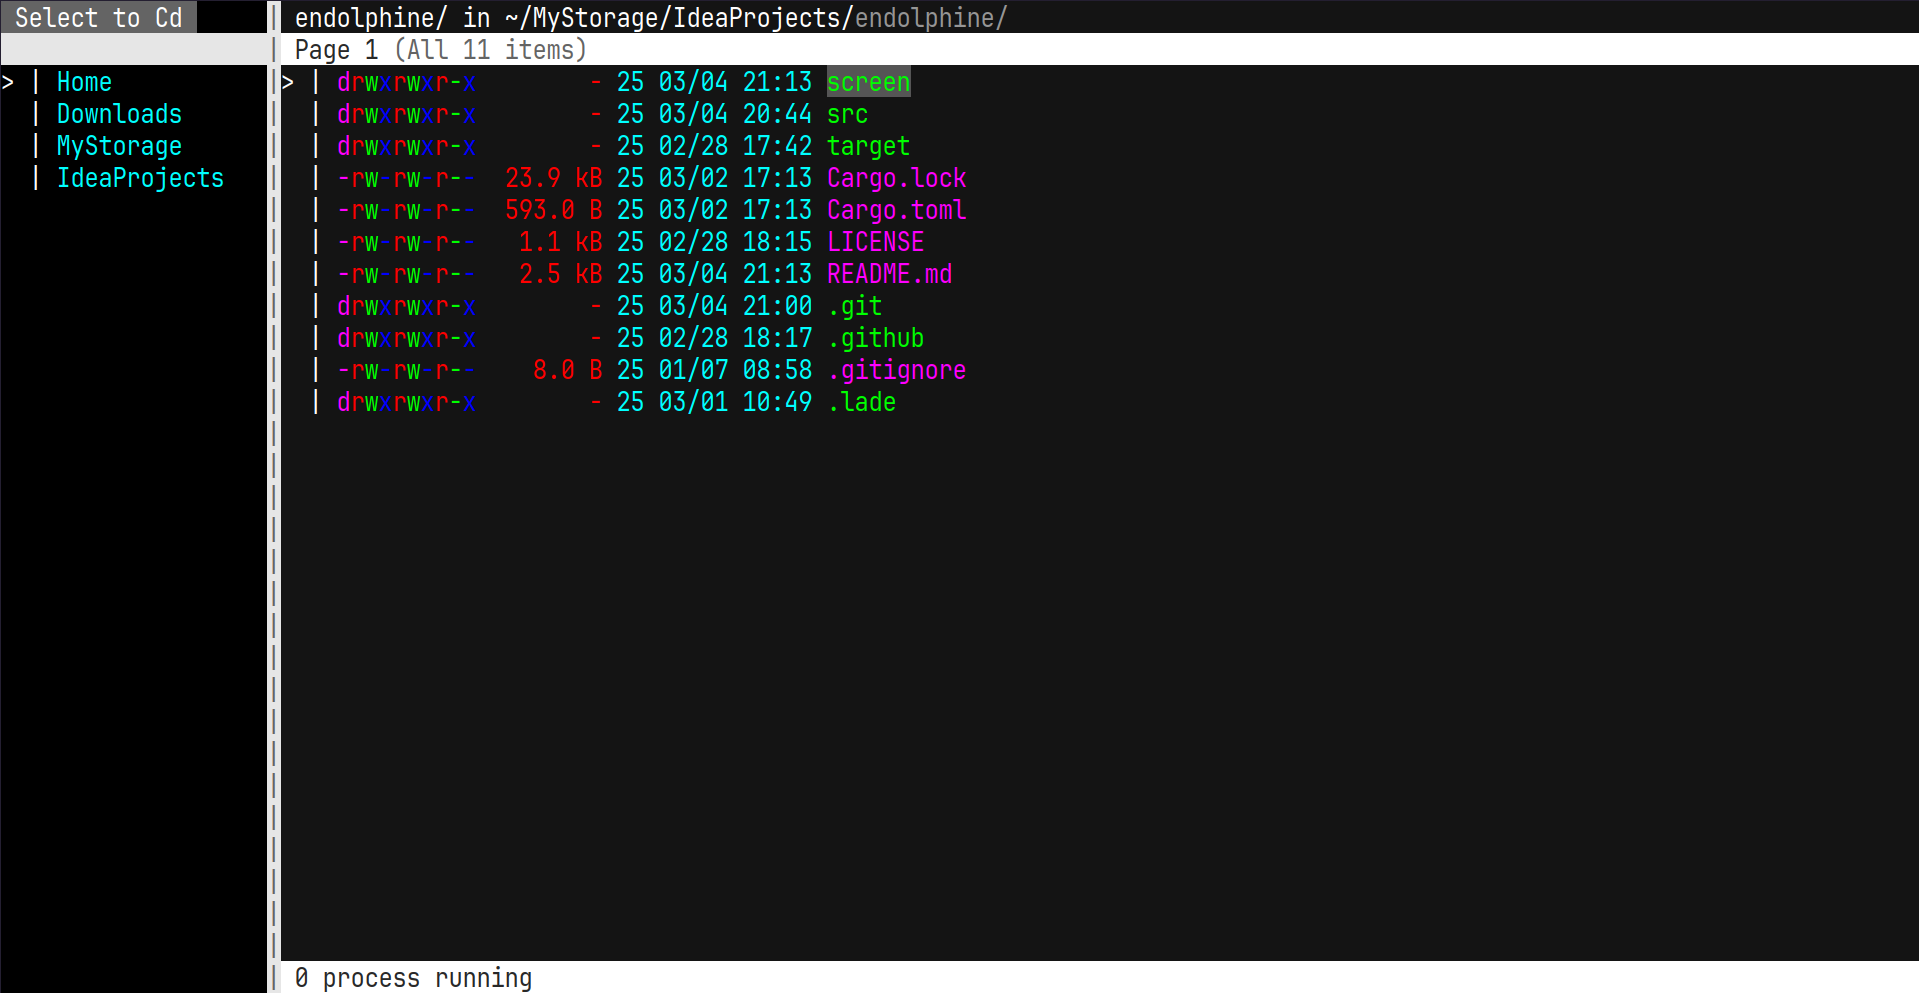 Select to Cd
> | Home
| Downloads
| MyStorage
| IdeaProjects
endolphine/ in ~/MyStorage/IdeaProjects/endolphine/
Page 1 (All 11 items)
> | drwxrwxr-x - 25 03/04 21:13 screen
| drwxrwxr-x - 25 03/04 20:44 src
| drwxrwxr-x - 25 02/28 17:42 target
| -rw-rw-r-- 23.9 kB 25 03/02 17:13 Cargo.lock
| -rw-rw-r-- 593.0 B 25 03/02 17:13 Cargo.toml
| -rw-rw-r-- 1.1 kB 25 02/28 18:15 LICENSE
| -rw-rw-r-- 2.5 kB 25 03/04 21:13 README.md
| drwxrwxr-x - 25 03/04 21:00 .git
| drwxrwxr-x - 25 02/28 18:17 .github
| -rw-rw-r-- 8.0 B 25 01/07 08:58 .gitignore
| drwxrwxr-x - 25 03/01 10:49 .lade
0 process running